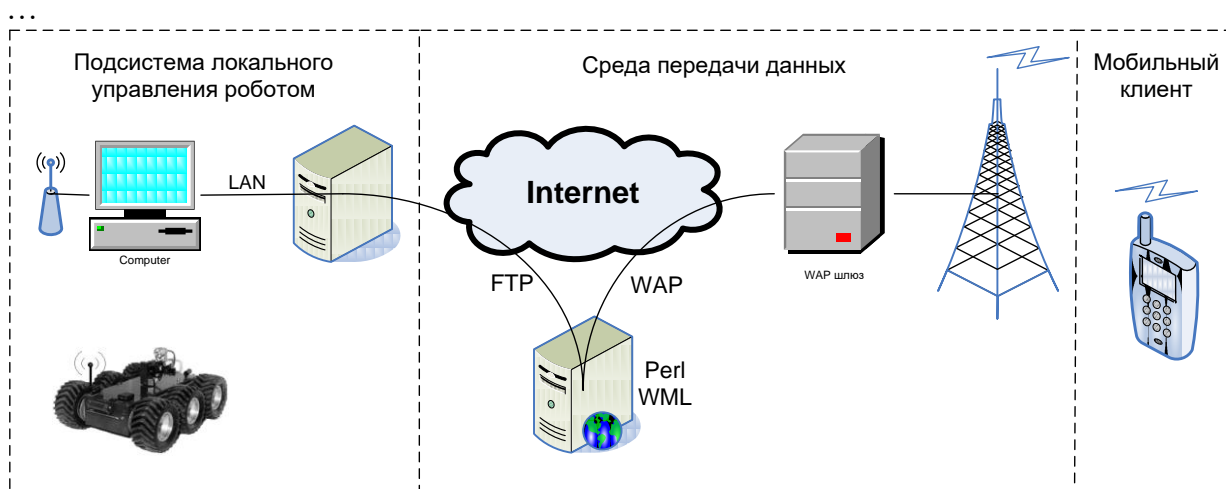 ...
Подсистема локального
управления роботом
Среда передачи данных
Мобильный
клиент
LAN
Computer
Internet
FTP
WAP
WAP шлюз
Perl
WML